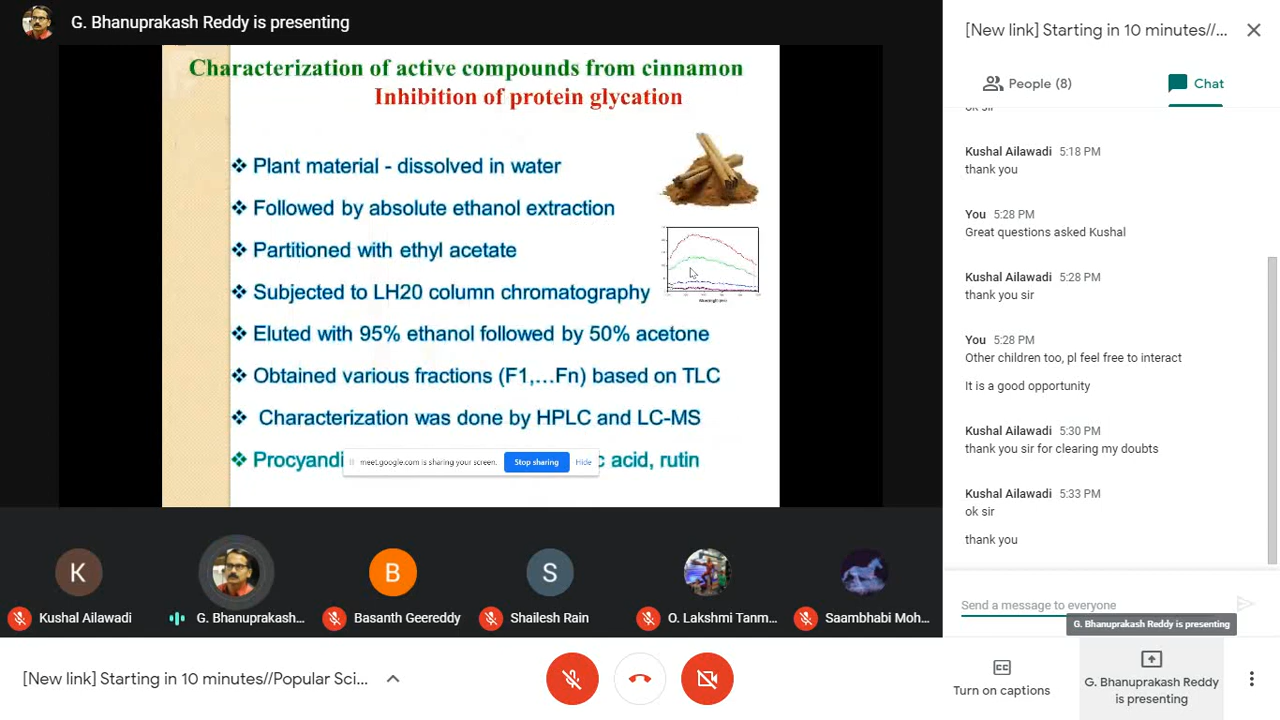 G. Bhanuprakash Reddy is presenting
Characterization of active compounds from cinnamon
Inhibition of protein glycation
Plant material - dissolved in water
Followed by absolute ethanol extraction
Partitioned with ethyl acetate
Subjected to LH20 column chromatography
Eluted with 95% ethanol followed by 50% acetone
Obtained various fractions (F1,...Fn) based on TLC
Characterization was done by HPLC and LC-MS
Procyandi c acid, rutin
meet.google.com is sharing your screen. Stop sharing Hide
K
B
S
Kushal Ailawadi
G. Bhanuprakash...
Basanth Geereddy
Shailesh Rain
O. Lakshmi Tanm...
Saambhabi Moh...
[New link] Starting in 10 minutes//Popular Sci...
[New link] Starting in 10 minutes//...
People (8)
Chat
ok sir
Kushal Ailawadi 5:18 PM
thank you
You 5:28 PM
Great questions asked Kushal
Kushal Ailawadi 5:28 PM
thank you sir
You 5:28 PM
Other children too, pl feel free to interact
It is a good opportunity
Kushal Ailawadi 5:30 PM
thank you sir for clearing my doubts
Kushal Ailawadi 5:33 PM
ok sir
thank you
Send a message to everyone
G. Bhanuprakash Reddy is presenting
CC
Turn on captions
G. Bhanuprakash Reddy
is presenting